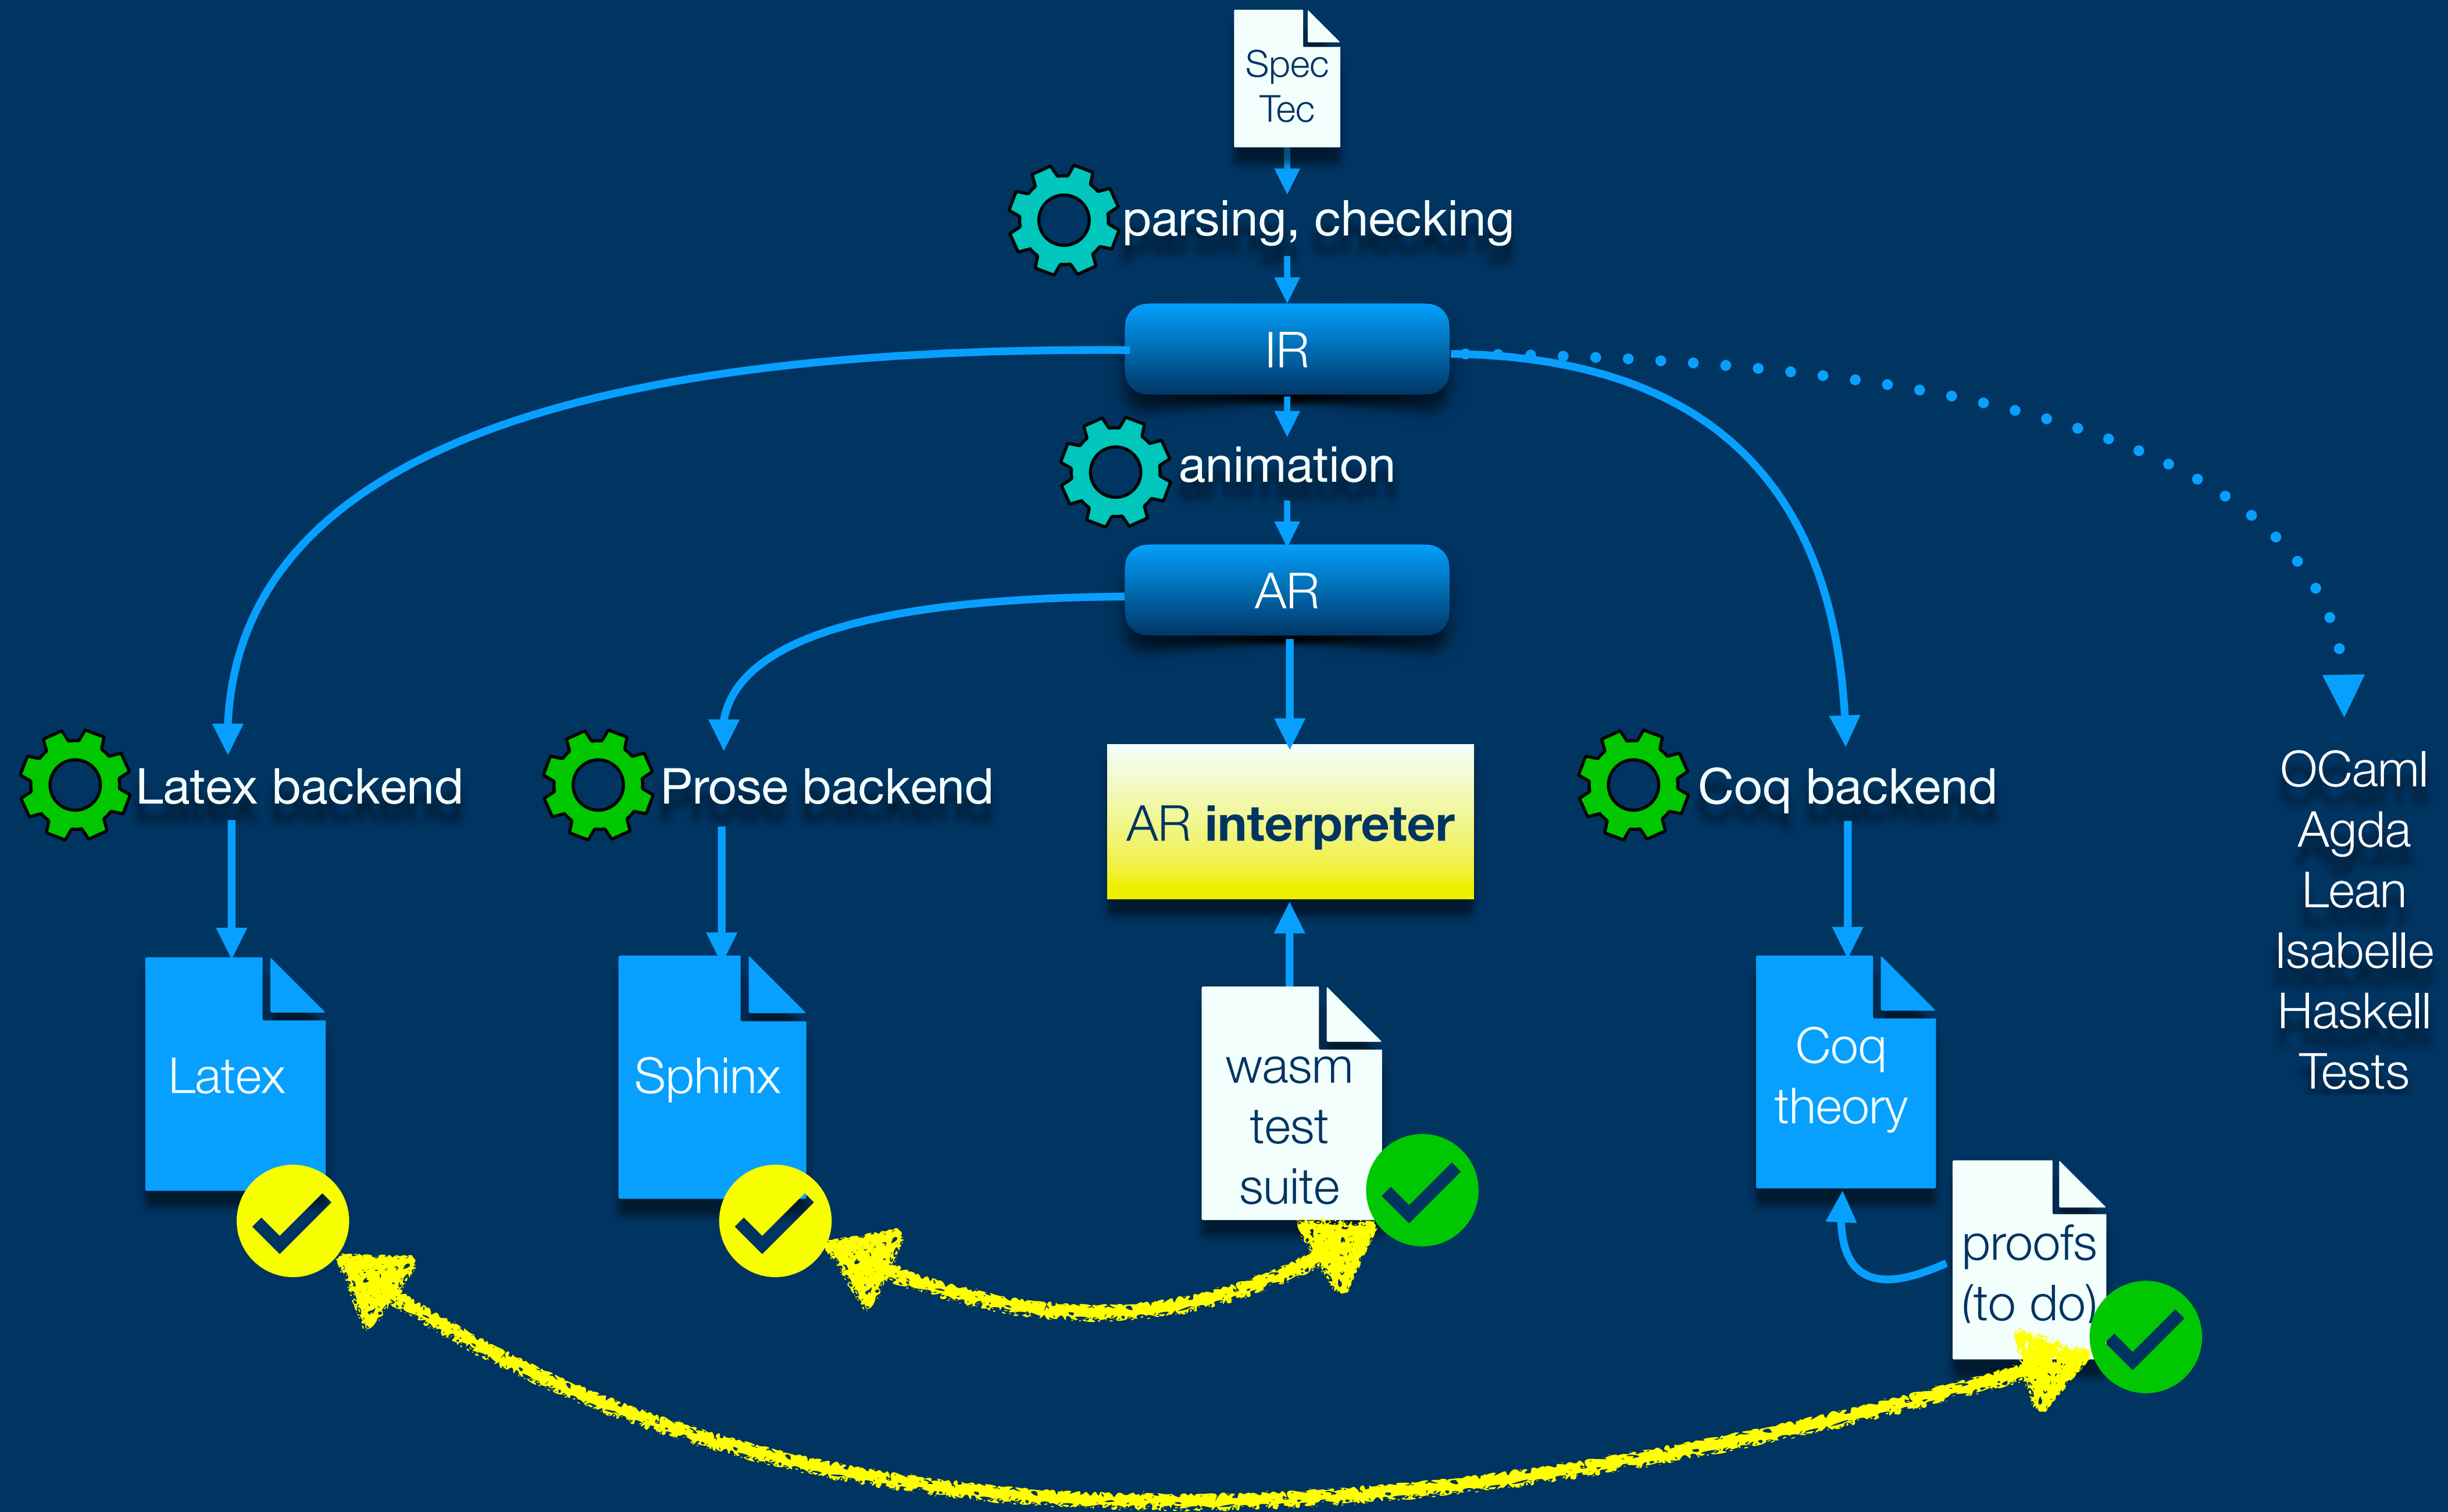 Spec
Tec
parsing, checking
IR
animation
AR
Latex backend
Prose backend
AR interpreter
Coq backend
OCaml
Agda
Lean
Isabelle
Haskell
Tests
Latex
Sphinx
wasm
test
suite
Coq
theory
proofs
(to do)